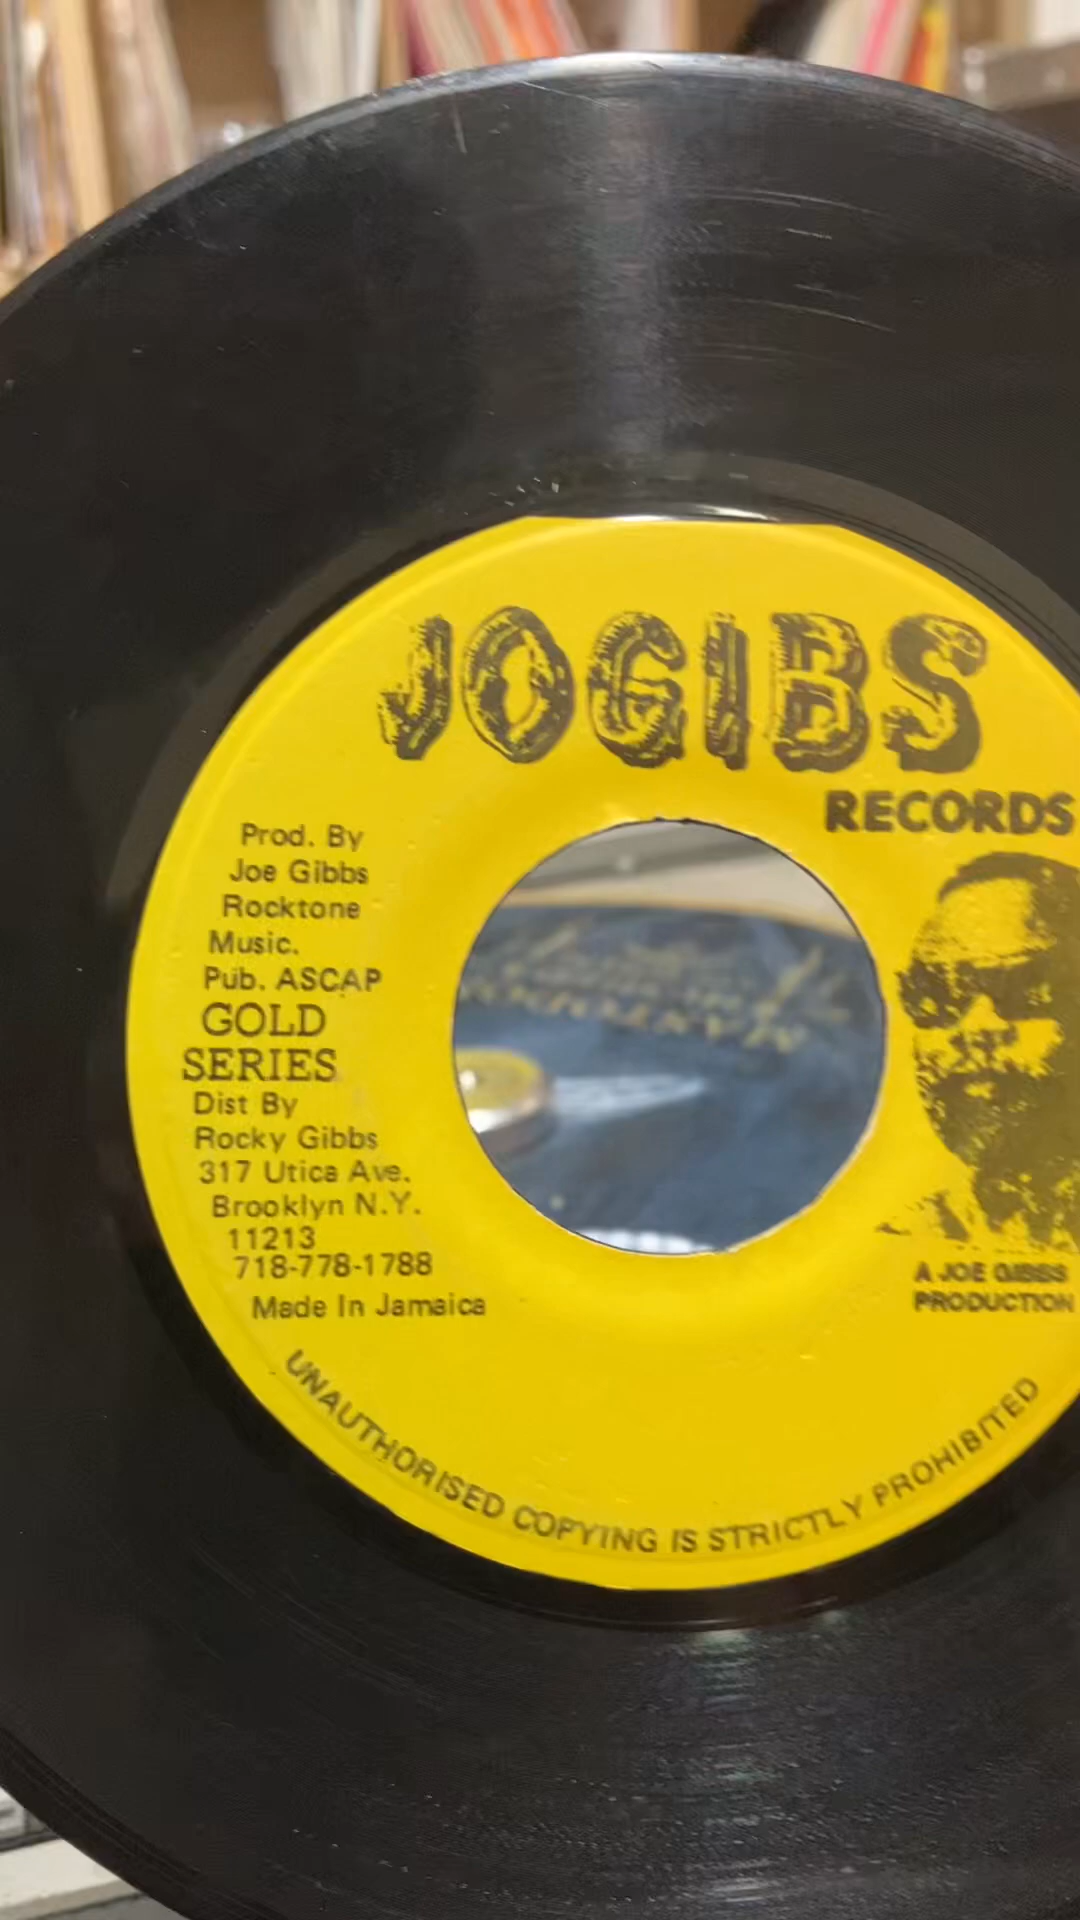 JOGIBS
RECORDS
Prod. By
Joe Gibbs
Rocktone
Music.
Pub. ASCAP
GOLD
SERIES
Dist By
Rocky Gibbs
317 Utica Ave.
Brooklyn N.Y.
11213
718-778-1788
Made In Jamaica
A JOE GIBBS
PRODUCTION
UNAUTHORISED COPYING IS STRICTLY PROHIBITED